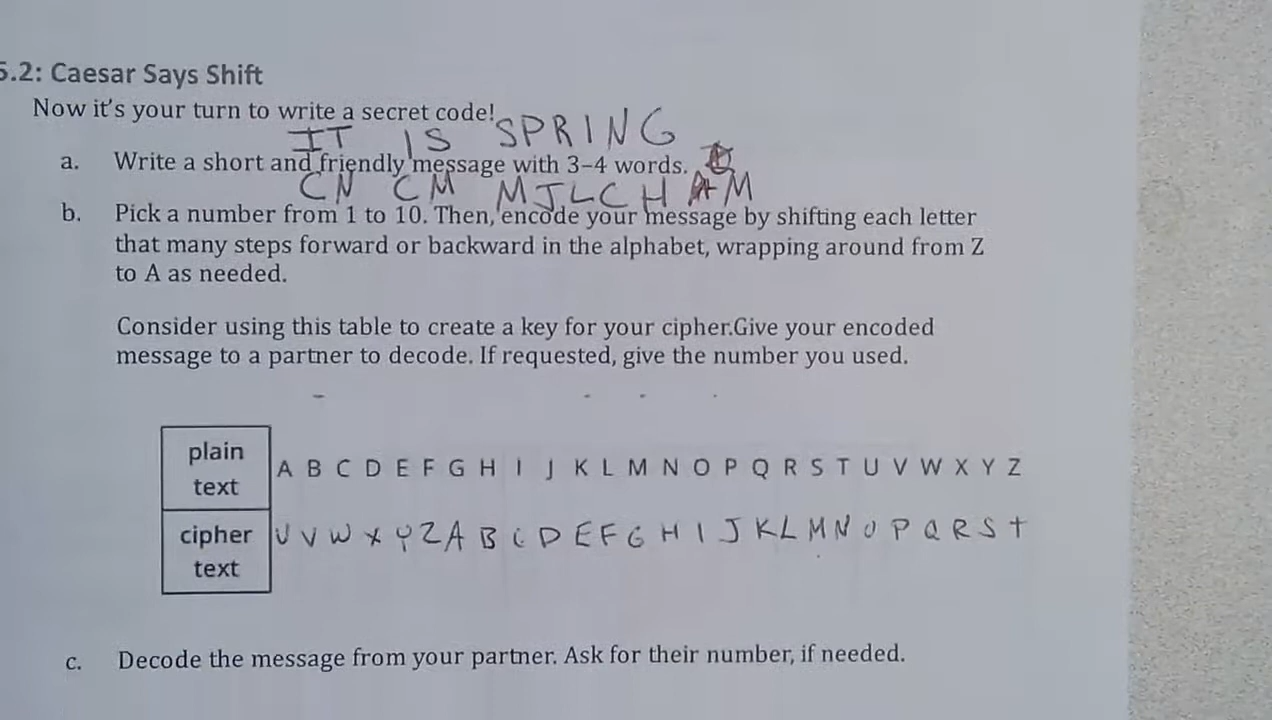 5.2: Caesar Says Shift
Now it's your turn to write a secret code!
IT IS SPRING
a. Write a short and friendly message with 3–4 words.
CN CM MJLCH M
b. Pick a number from 1 to 10. Then, encode your message by shifting each letter
that many steps forward or backward in the alphabet, wrapping around from Z
to A as needed.
Consider using this table to create a key for your cipher.Give your encoded
message to a partner to decode. If requested, give the number you used.
plain
text
A B C D E F G H I J K L M N O P Q R S T U V W X Y Z
cipher
text
U V W X Y Z A B C D E F G H I J K L M N O P Q R S T
c. Decode the message from your partner. Ask for their number, if needed.